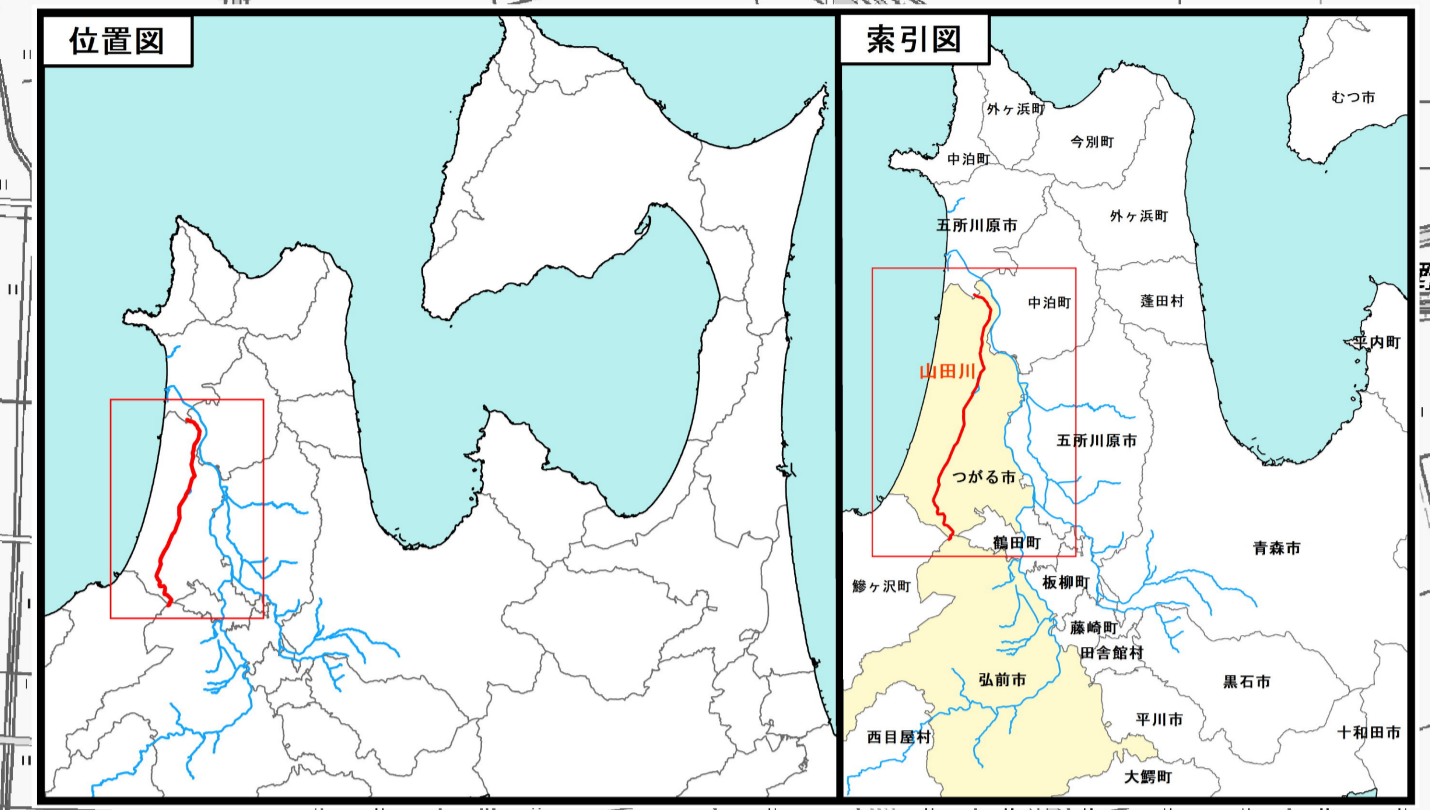 位置図
索引図
むつ市
外ヶ浜町
今別町
中泊町
外ヶ浜町
五所川原市
中泊町
蓬田村
平内町
山田川
五所川原市
つがる市
鶴田町
青森市
板柳町
鰺ヶ沢町
藤崎町
田舎館村
弘前市
黒石市
平川市
西目屋村
十和田市
大鰐町